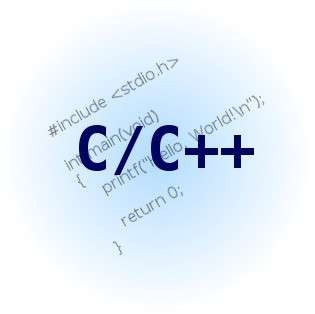 #include <stdio.h>
int main(void)
{ printf("Hello, World!\n");
return 0;
}
C/C++